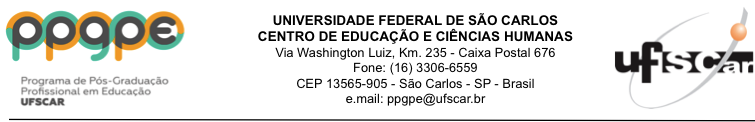 ppgpe
Programa de Pós-Graduação
Profissional em Educação
UFSCAR
UNIVERSIDADE FEDERAL DE SÃO CARLOS
CENTRO DE EDUCAÇÃO E CIÊNCIAS HUMANAS
Via Washington Luiz, Km. 235 - Caixa Postal 676
Fone: (16) 3306-6559
CEP 13565-905 - São Carlos - SP - Brasil
e.mail: ppgpe@ufscar.br
ufscar